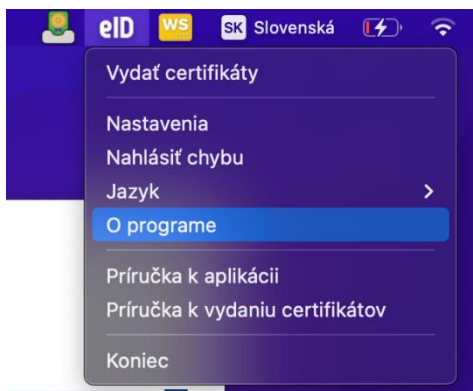 eID WS SK Slovenská
Vydať certifikáty
Nastavenia
Nahlásiť chybu
Jazyk
O programe
Príručka k aplikácii
Príručka k vydaniu certifikátov
Koniec